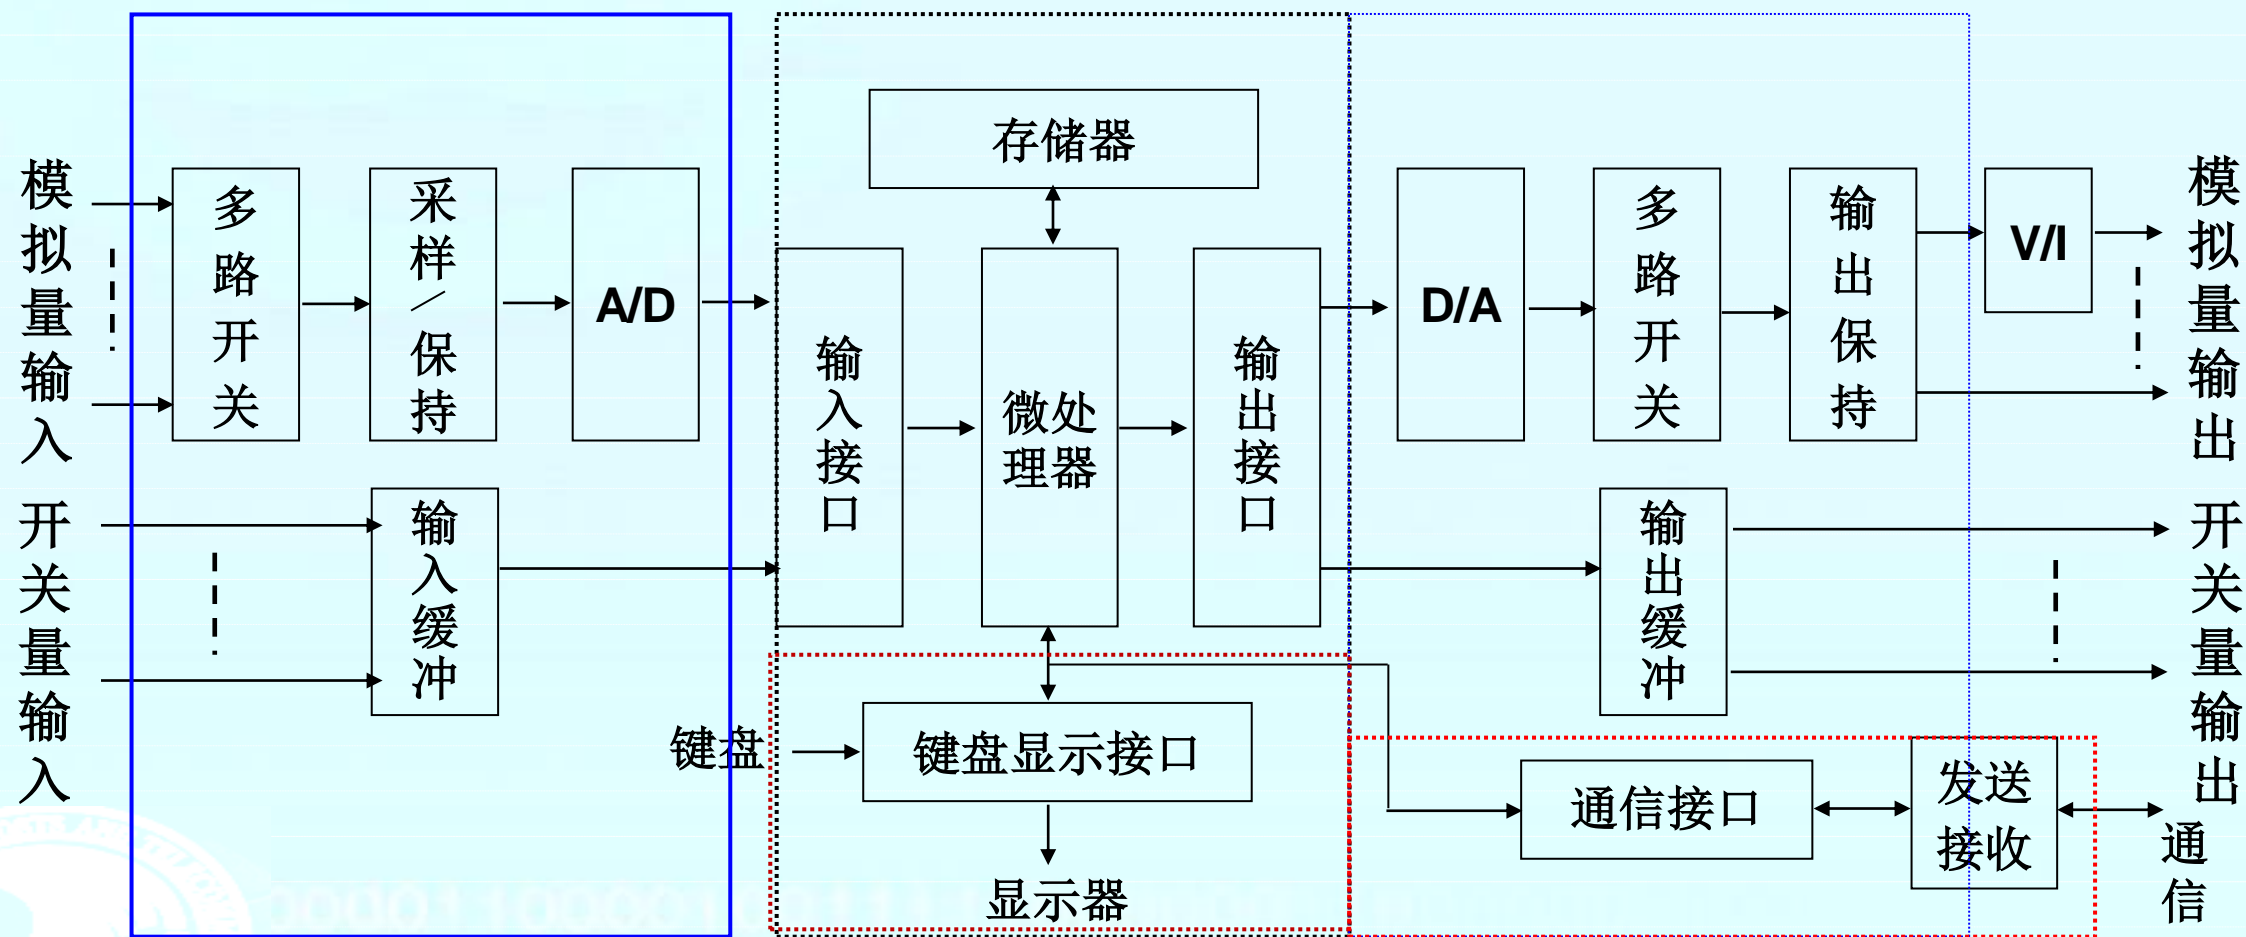 模拟量输入
多路开关
采样/保持
A/D
存储器
输入接口
微处
理器
输出接口
D/A
多路开关
输出保持
V/I
模拟量输出
开关量输入
输入缓冲
输出缓冲
开关量输出
键盘
键盘显示接口
显示器
通信接口
发送
接收
通信